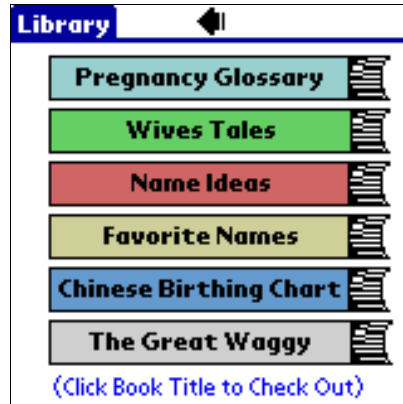 Library
Pregnancy Glossary
Wives Tales
Name Ideas
Favorite Names
Chinese Birthing Chart
The Great Waggy
(Click Book Title to Check Out)